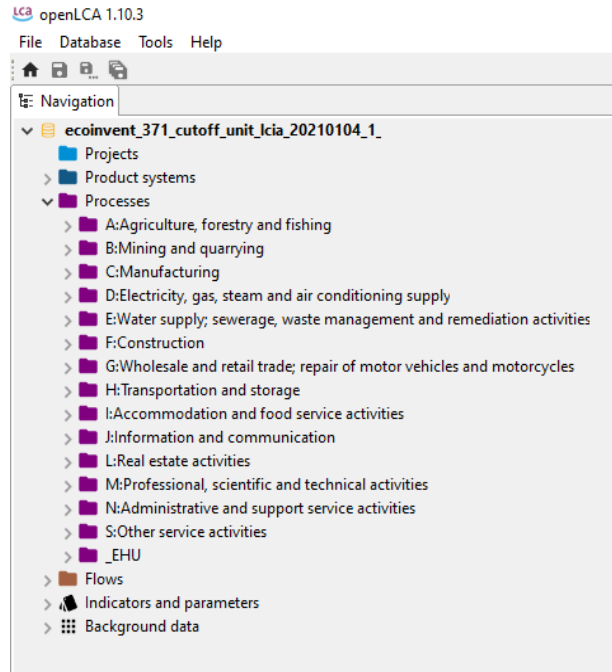 LCA openLCA 1.10.3
File Database Tools Help
Navigation
ecoinvent_371_cutoff_unit_lcia_20210104_1_
Projects
Product systems
Processes
A:Agriculture, forestry and fishing
B:Mining and quarrying
C:Manufacturing
D:Electricity, gas, steam and air conditioning supply
E:Water supply; sewerage, waste management and remediation activities
F:Construction
G:Wholesale and retail trade; repair of motor vehicles and motorcycles
H:Transportation and storage
I:Accommodation and food service activities
J:Information and communication
L:Real estate activities
M:Professional, scientific and technical activities
N:Administrative and support service activities
S:Other service activities
_EHU
Flows
Indicators and parameters
Background data